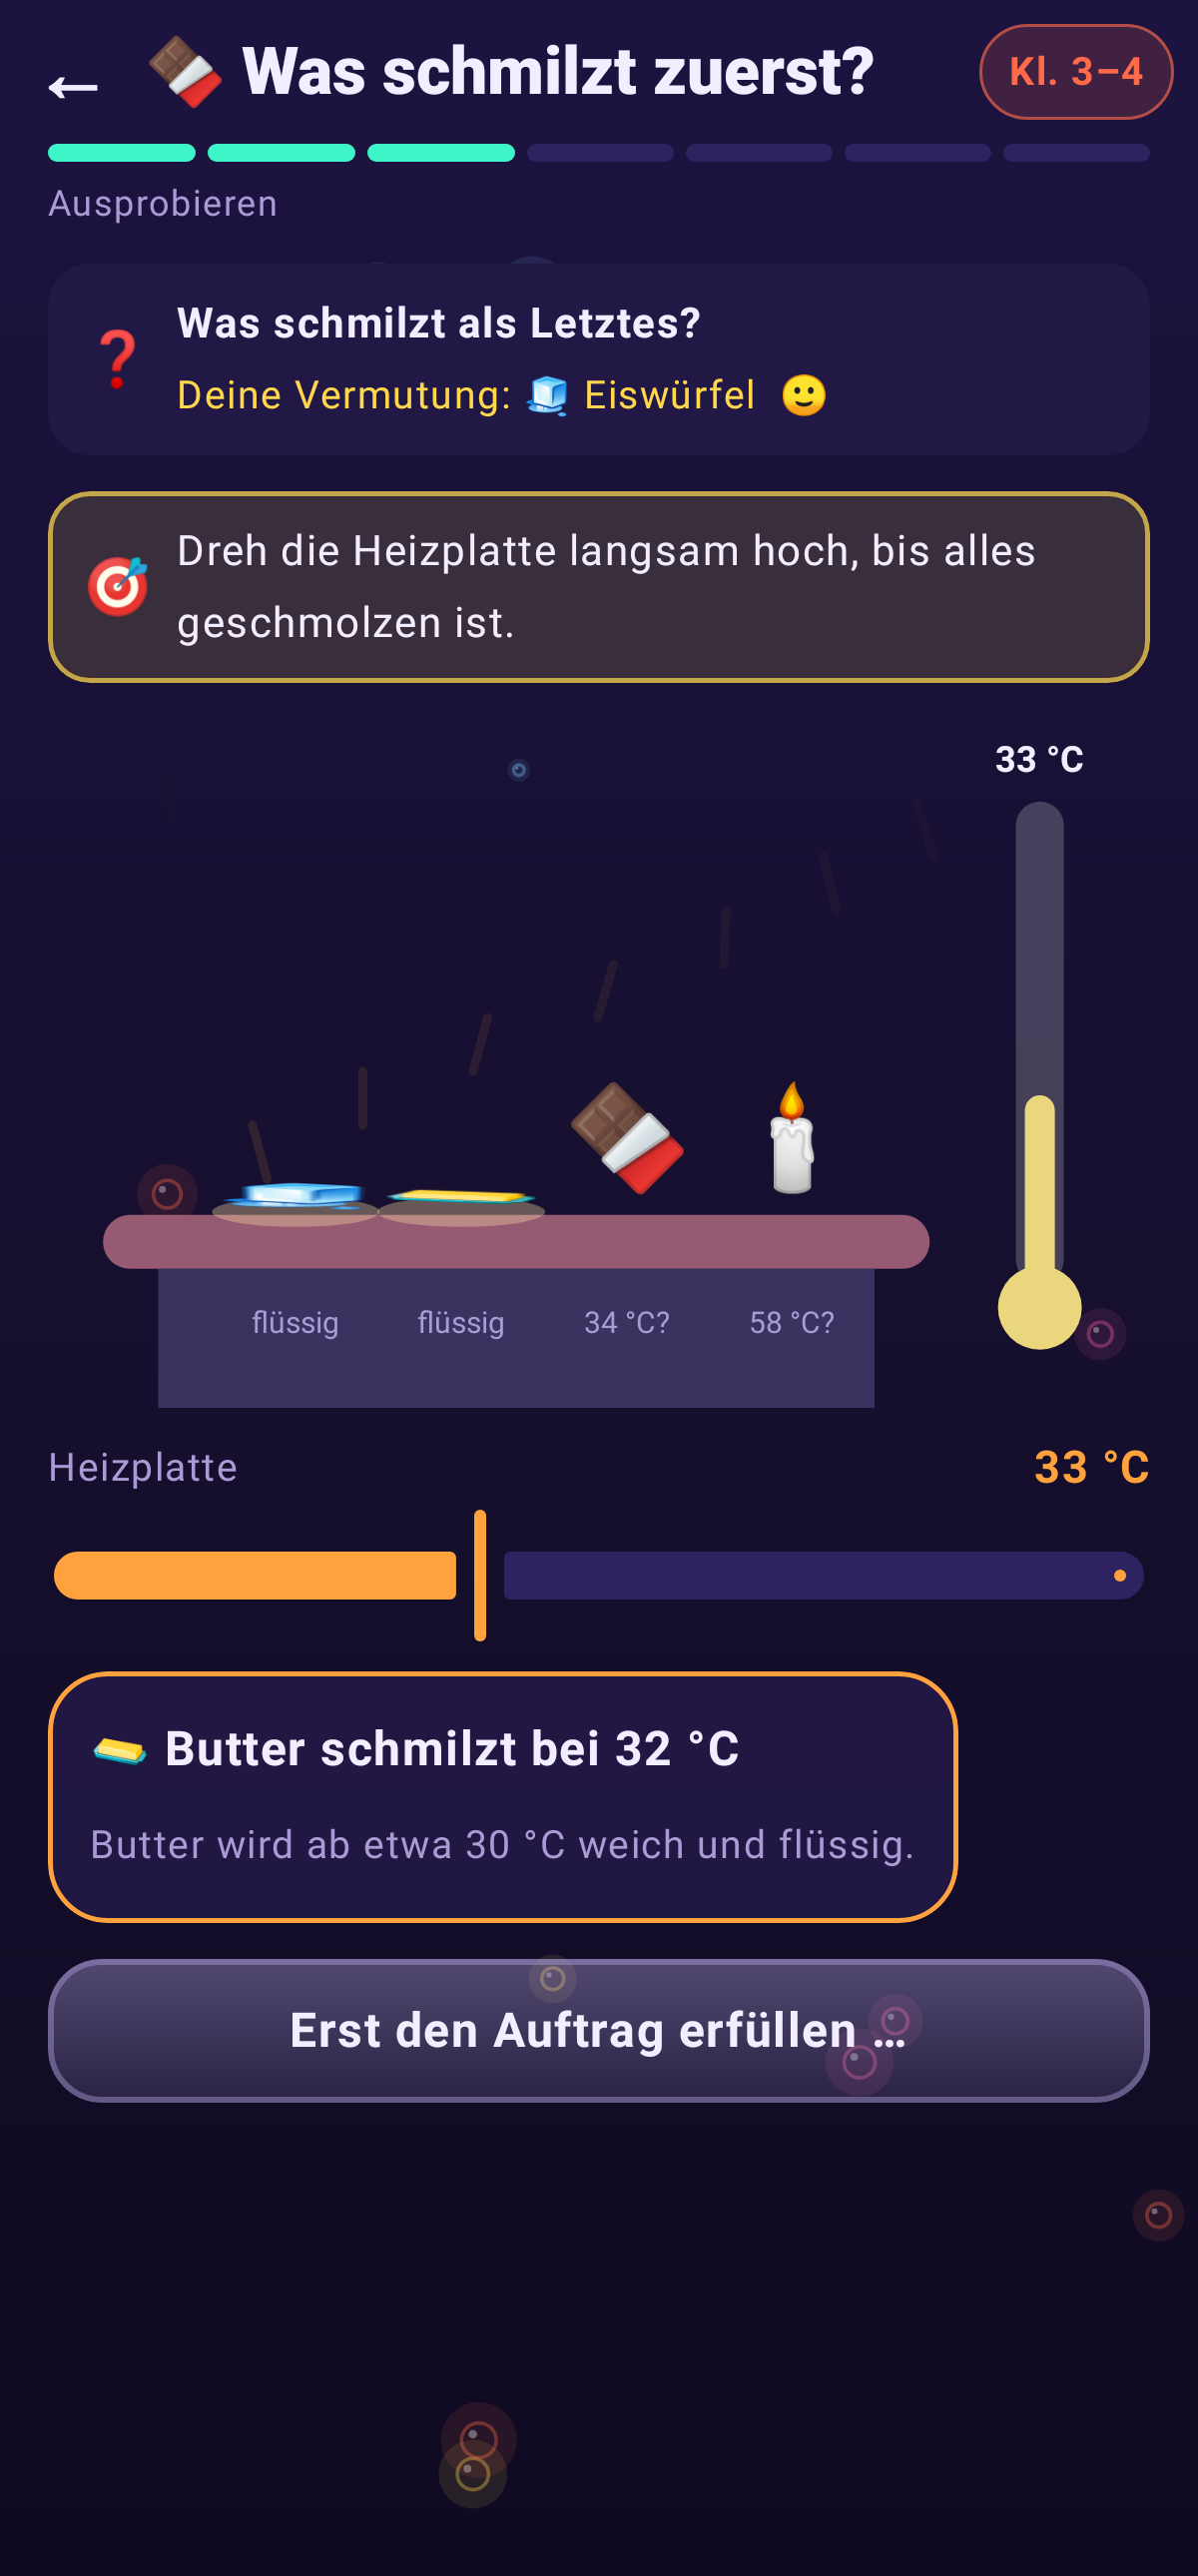 ← Was schmilzt zuerst? Kl. 3–4
Ausprobieren
Was schmilzt als Letztes?
Deine Vermutung: Eiswürfel
Dreh die Heizplatte langsam hoch, bis alles
geschmolzen ist.
33 °C
flüssig flüssig 34 °C? 58 °C?
Heizplatte 33 °C
Butter schmilzt bei 32 °C
Butter wird ab etwa 30 °C weich und flüssig.
Erst den Auftrag erfüllen …